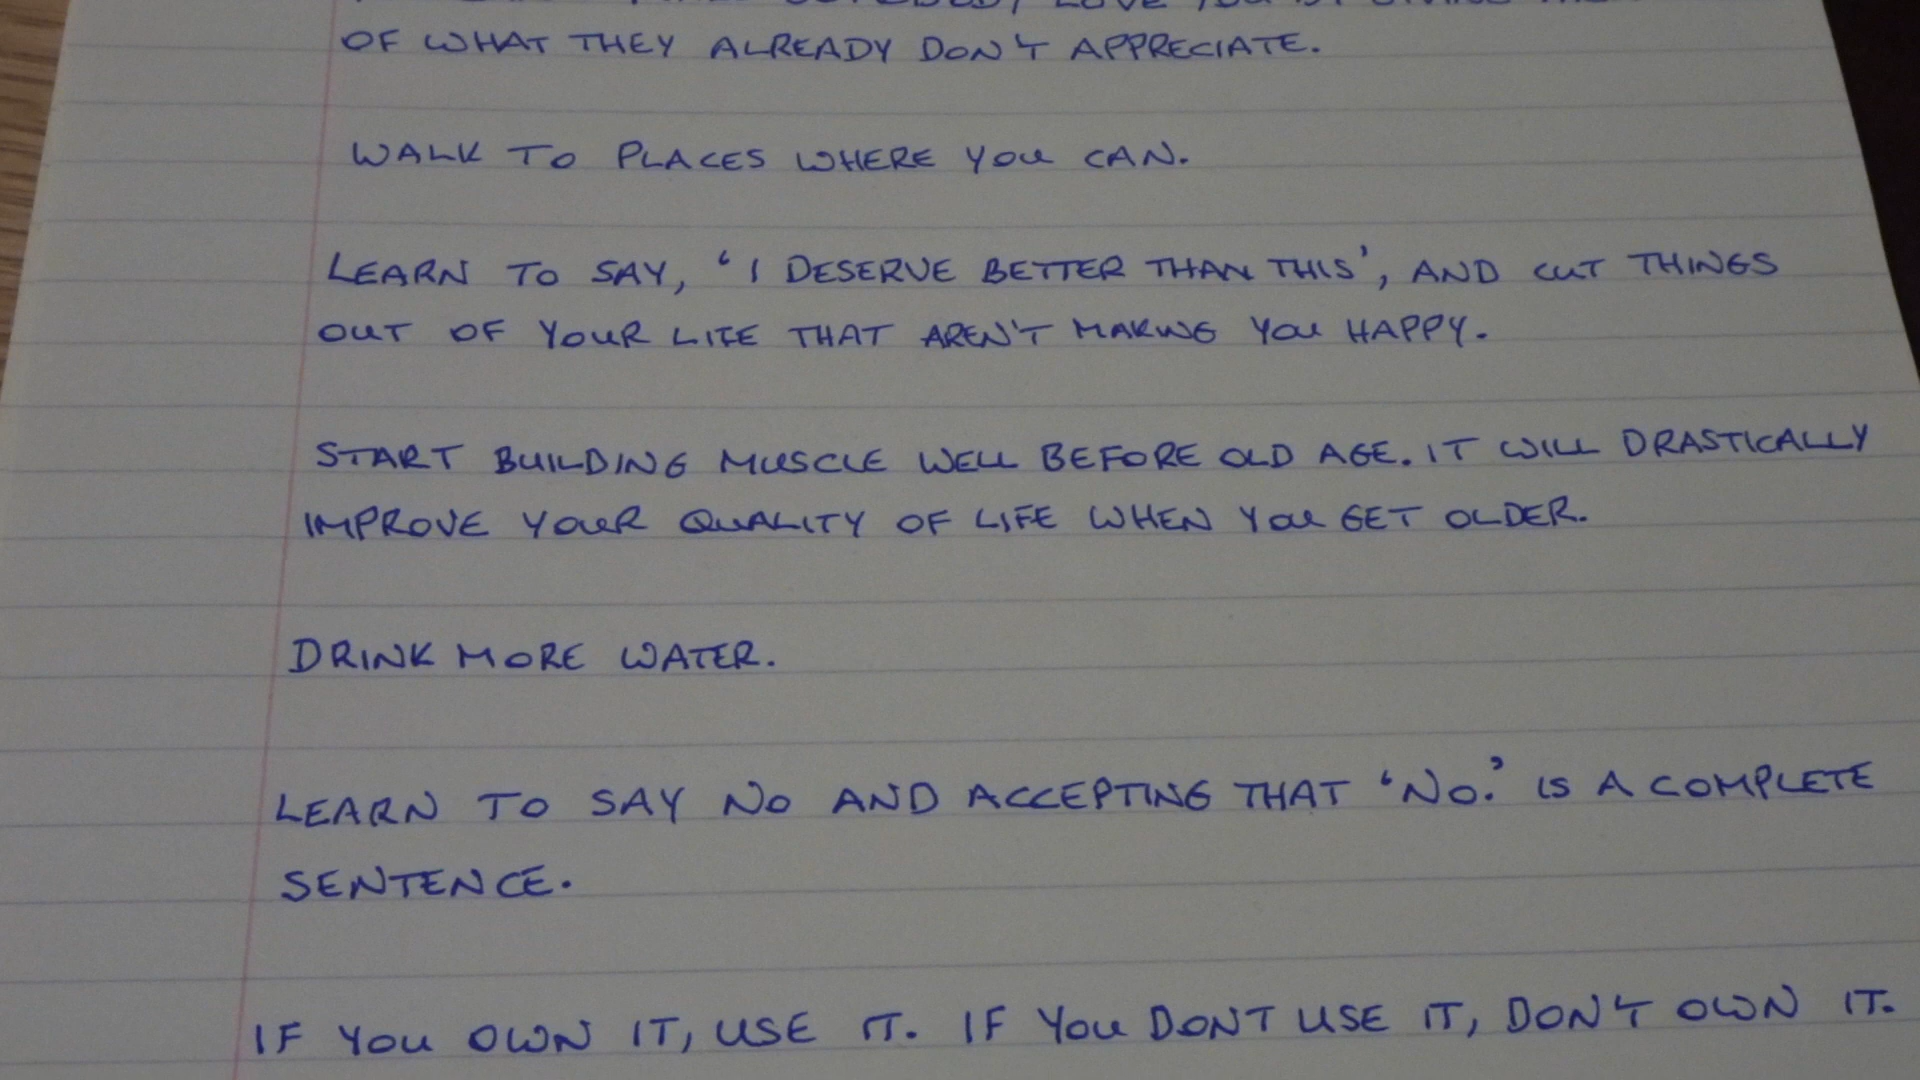 LOVE YOU
OF WHAT THEY ALREADY DON'T APPRECIATE.
WALK TO PLACES WHERE YOU CAN.
LEARN TO SAY, 'I DESERVE BETTER THAN THIS', AND CUT THINGS
OUT OF YOUR LIFE THAT AREN'T MAKING YOU HAPPY.
START BUILDING MUSCLE WELL BEFORE OLD AGE. IT WILL DRASTICALLY
IMPROVE YOUR QUALITY OF LIFE WHEN YOU GET OLDER.
DRINK MORE WATER.
LEARN TO SAY NO AND ACCEPTING THAT 'NO.' IS A COMPLETE
SENTENCE.
IF YOU OWN IT, USE IT. IF YOU DONT USE IT, DON'T OWN IT.